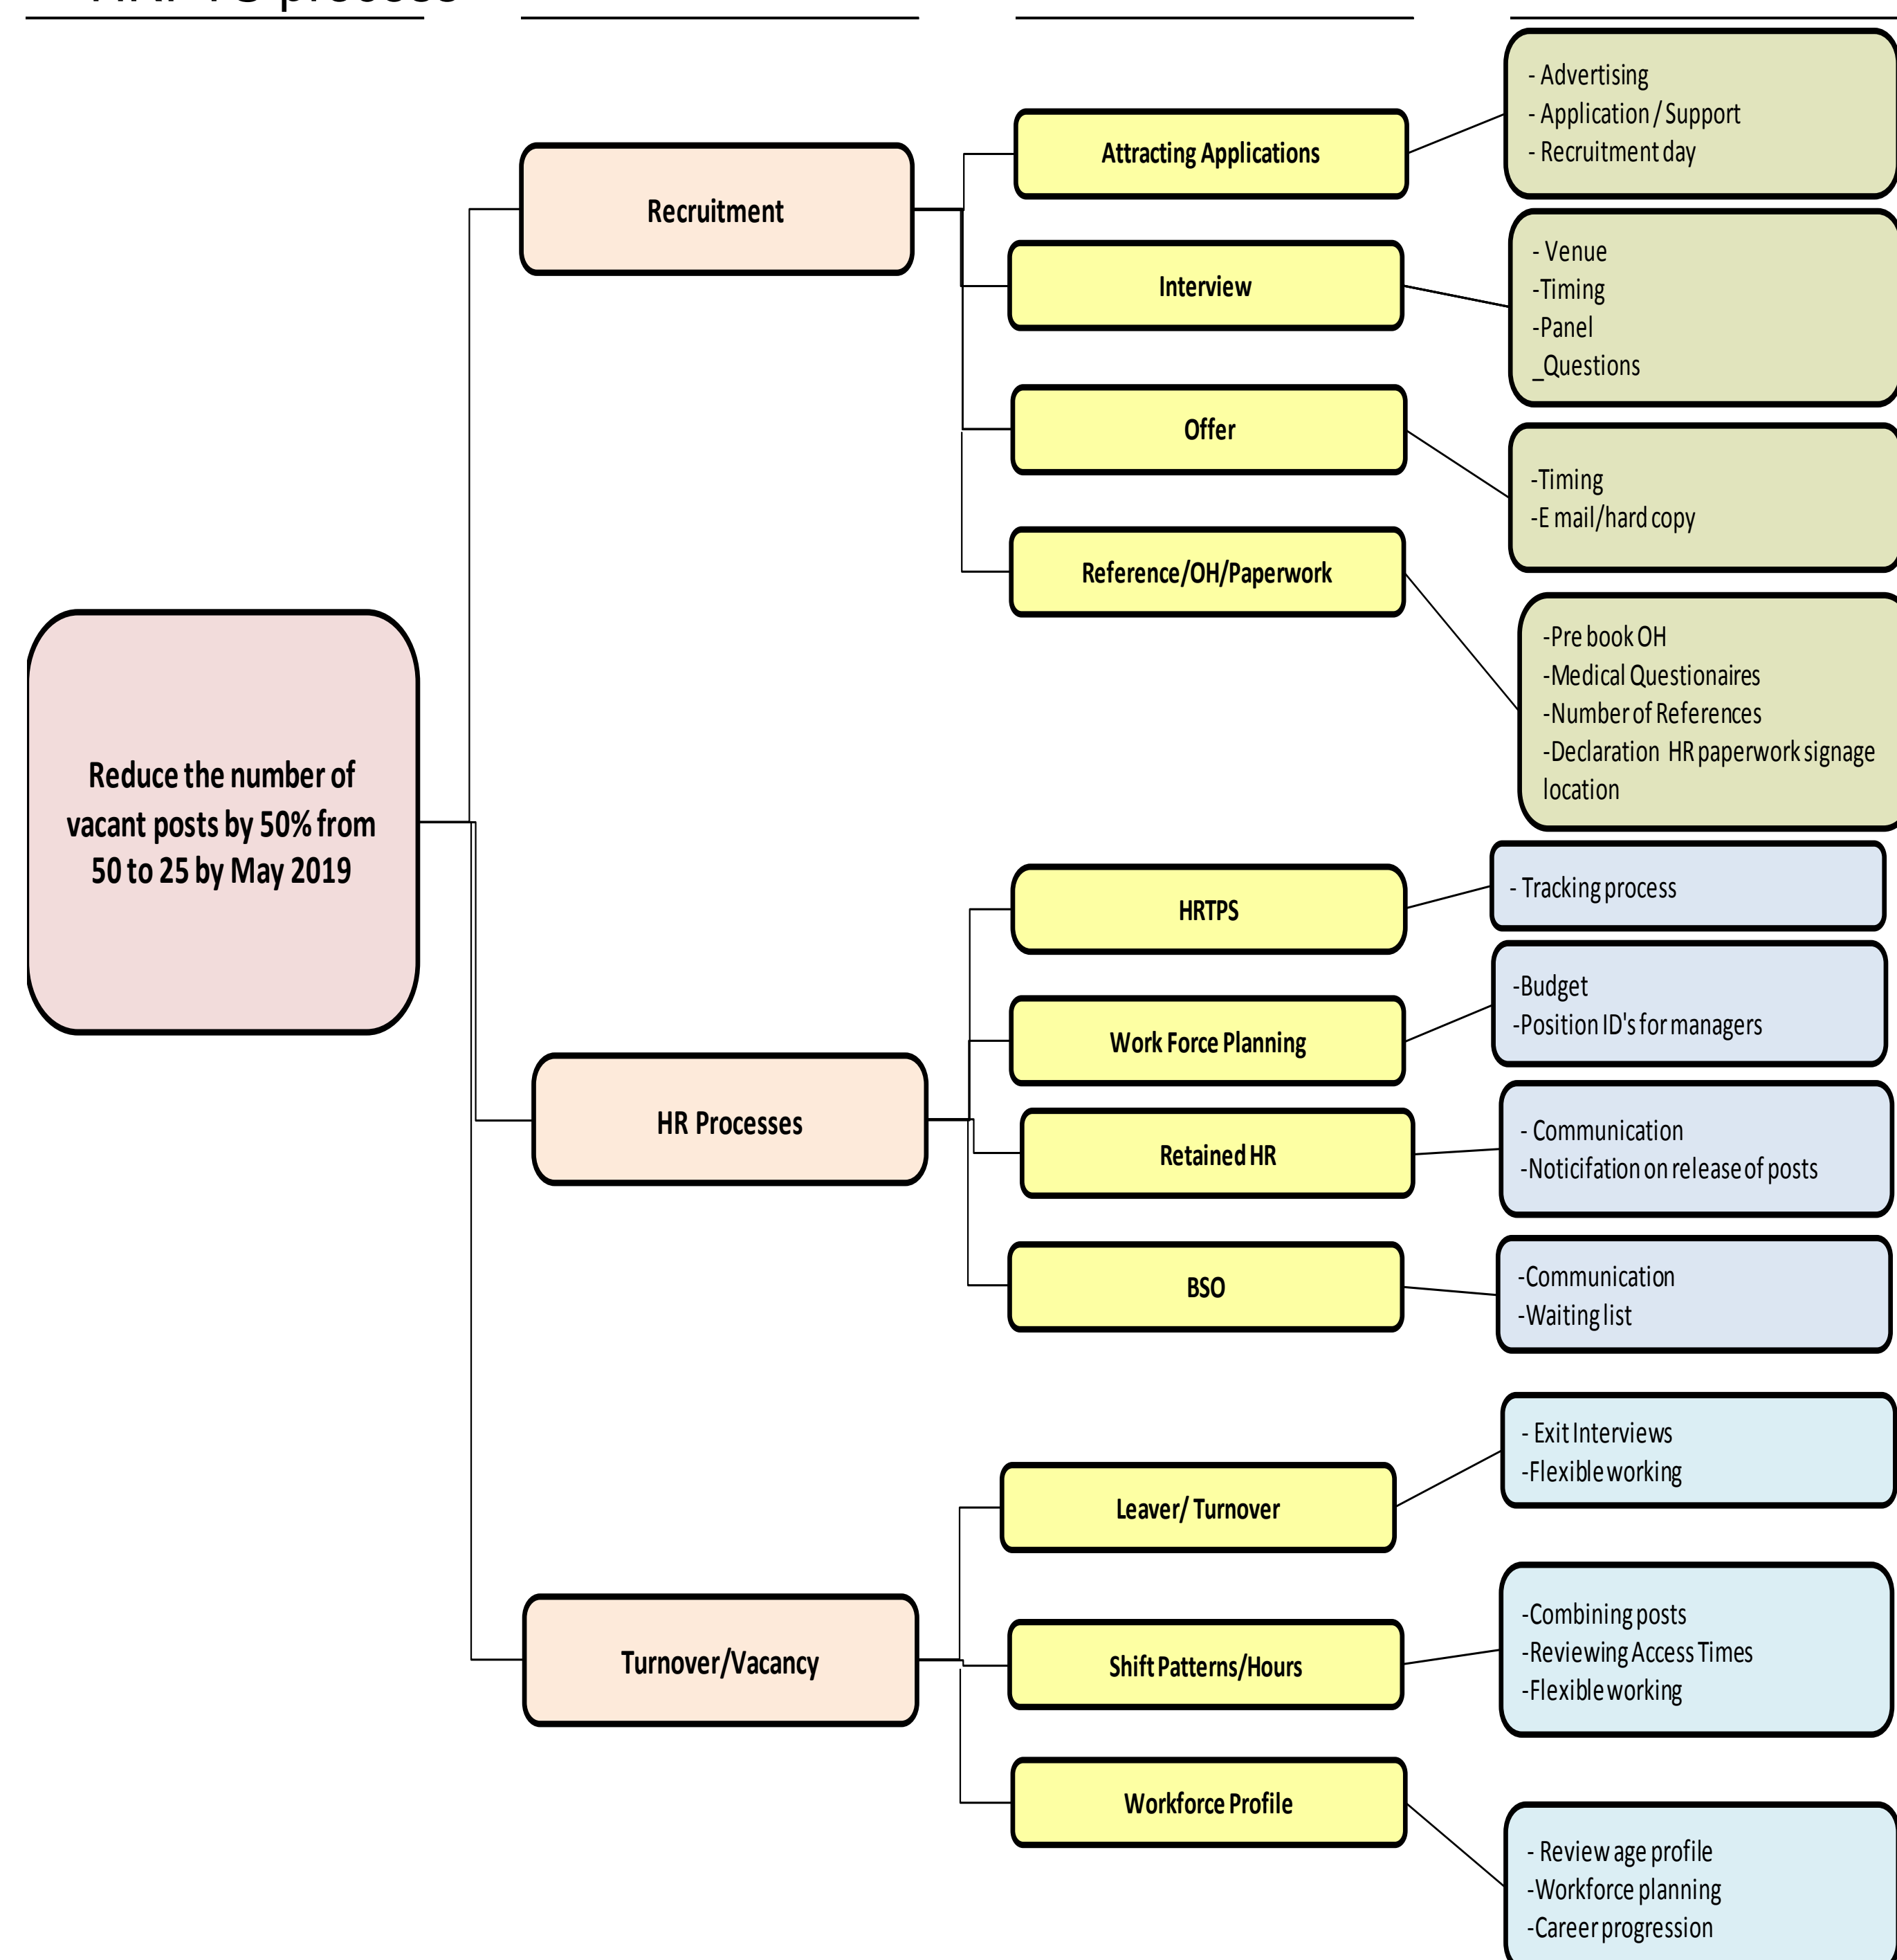 process
Reduce the number of
vacant posts by 50% from
50 to 25 by May 2019
Recruitment
Attracting Applications
- Advertising
- Application / Support
- Recruitment day
Interview
- Venue
-Timing
-Panel
_Questions
Offer
-Timing
-E mail/hard copy
Reference/OH/Paperwork
-Pre book OH
-Medical Questionaires
-Number of References
-Declaration HR paperwork signage
location
HR Processes
HRTPS
- Tracking process
Work Force Planning
-Budget
-Position ID's for managers
Retained HR
- Communication
-Noticifation on release of posts
BSO
-Communication
-Waiting list
Turnover/Vacancy
Leaver/ Turnover
- Exit Interviews
-Flexible working
Shift Patterns/Hours
-Combining posts
-Reviewing Access Times
-Flexible working
Workforce Profile
- Review age profile
-Workforce planning
-Career progression